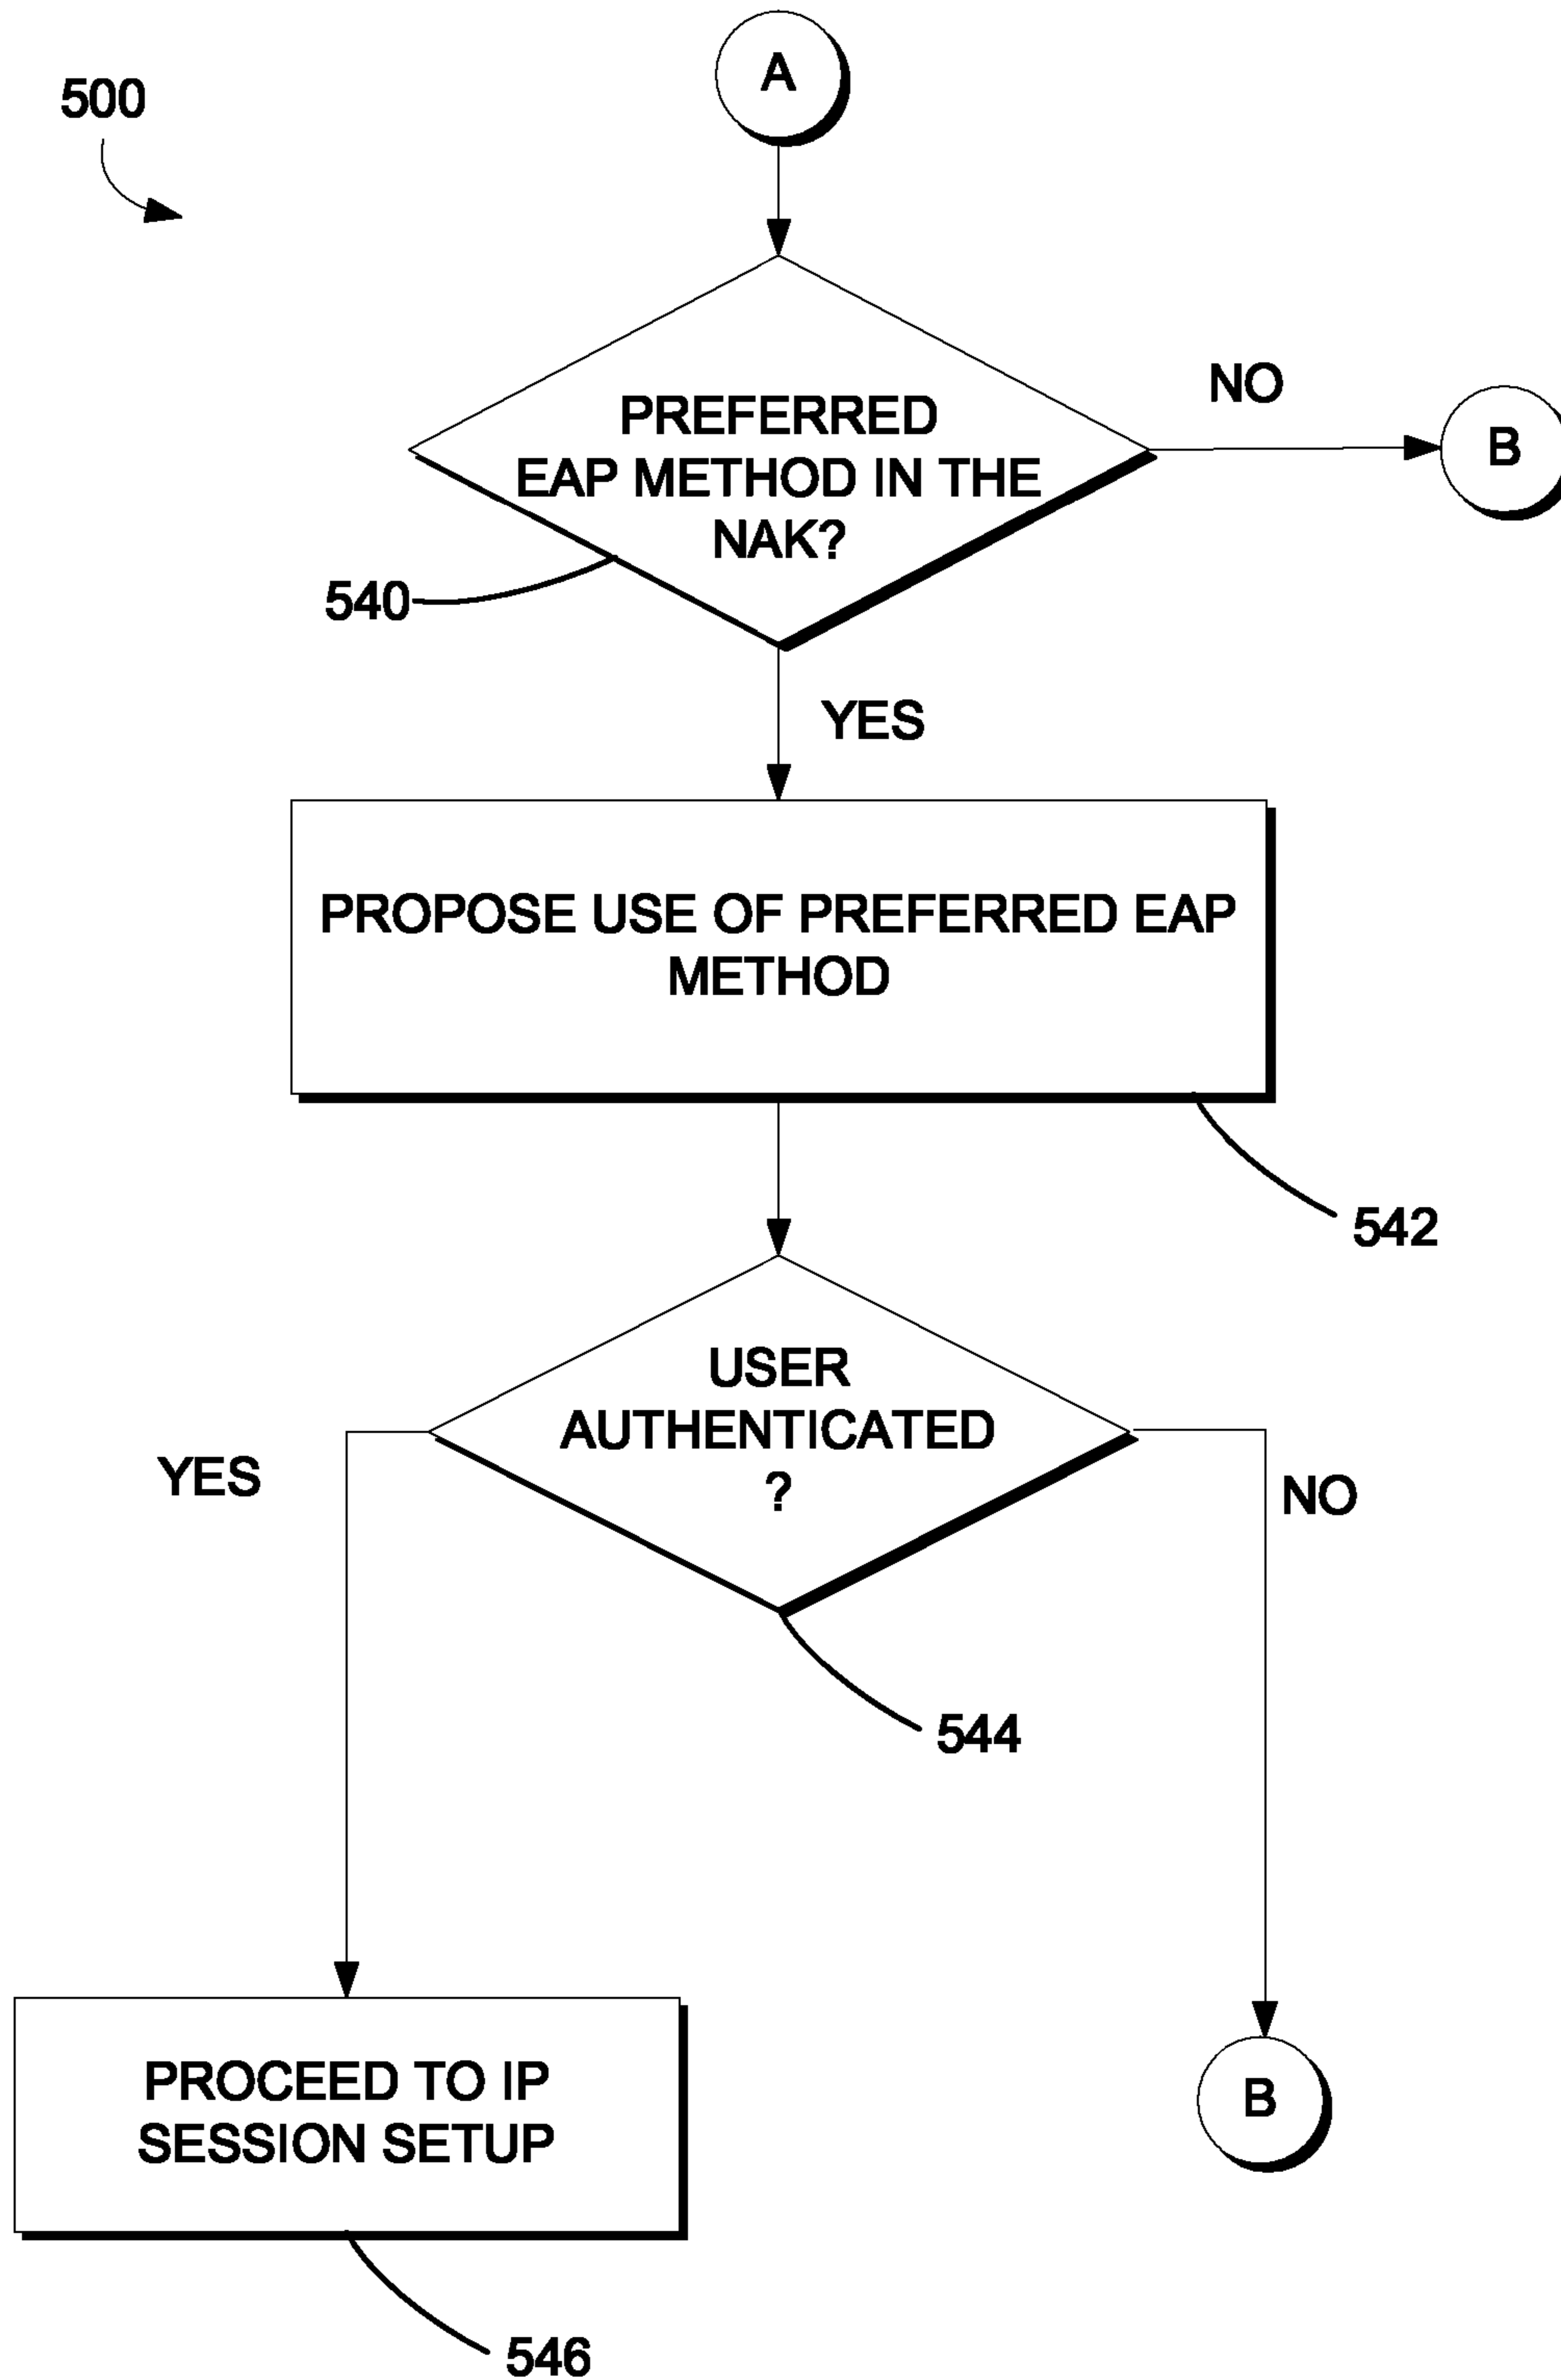 A
500
NO
PREFERRED
EAP METHOD IN THE
NAK?
B
540
YES
PROPOSE USE OF PREFERRED EAP
METHOD
542
USER
AUTHENTICATED
?
YES
NO
544
PROCEED TO IP
SESSION SETUP
B
546